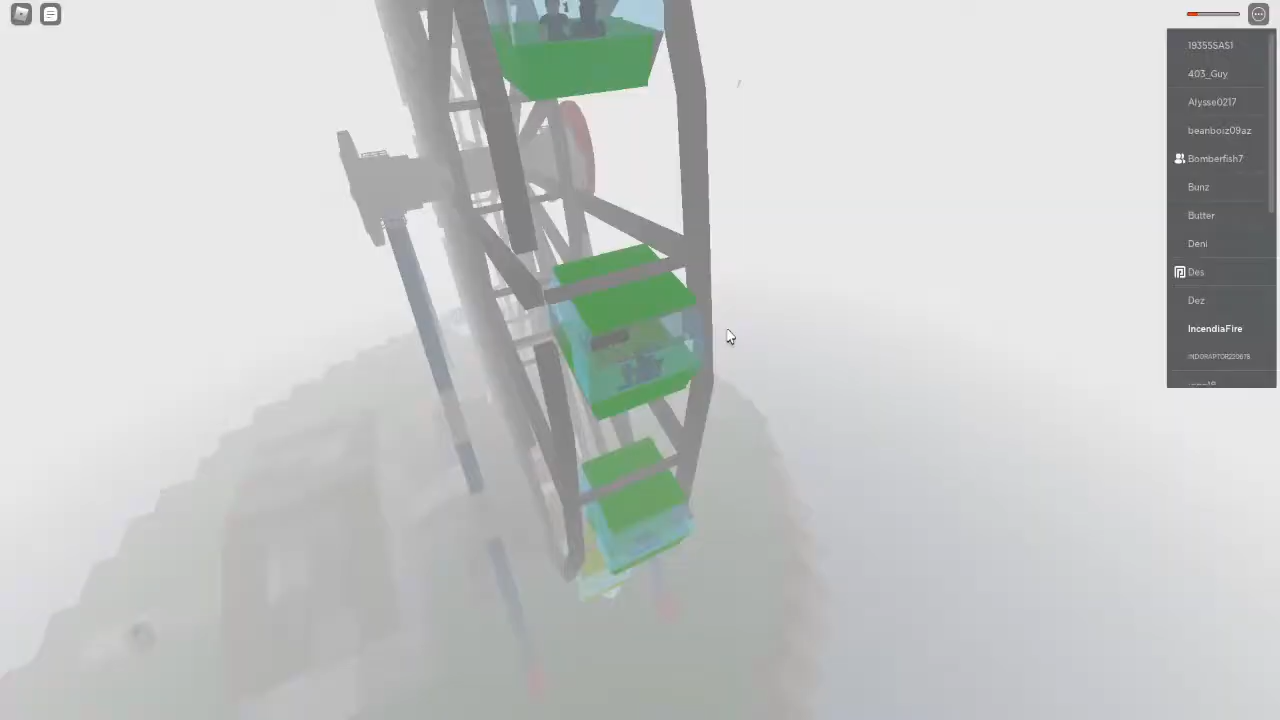 19355SAS1
403_Guy
Alysse0217
beanboiz09az
Bomberfish7
Bunz
Butter
Deni
Des
Dez
IncendiaFire